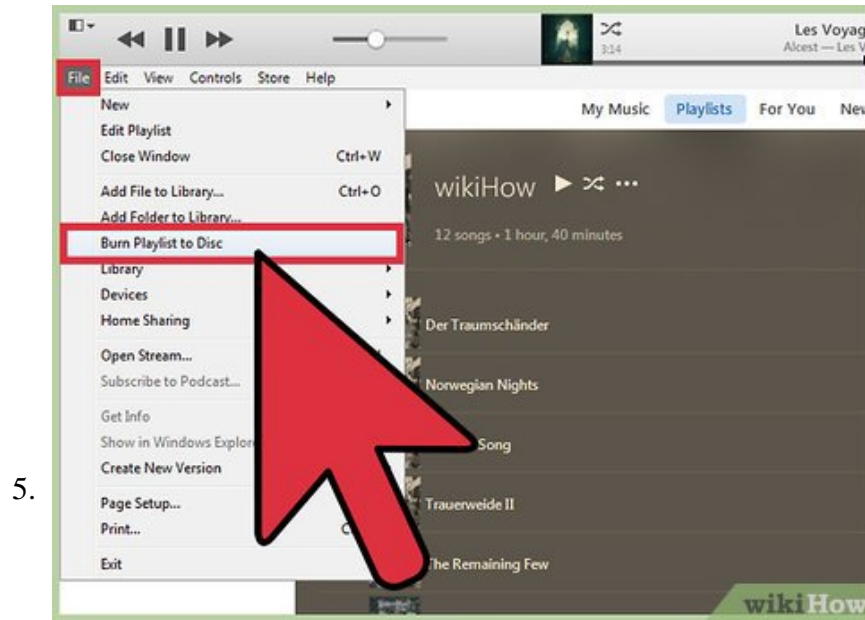 3:14
Les Voyag
Alcest — Les V
File Edit View Controls Store Help
My Music Playlists For You Nev
New
Edit Playlist
Close Window Ctrl+W
Add File to Library... Ctrl+O
Add Folder to Library...
Burn Playlist to Disc
Library
Devices
Home Sharing
Open Stream...
Subscribe to Podcast...
Get Info
Show in Windows Explor
Create New Version
Page Setup...
Print... C
Exit
wikiHow
12 songs • 1 hour, 40 minutes
Der Traumschänder
Norwegian Nights
Song
Trauerweide II
The Remaining Few
5.
wikiHow